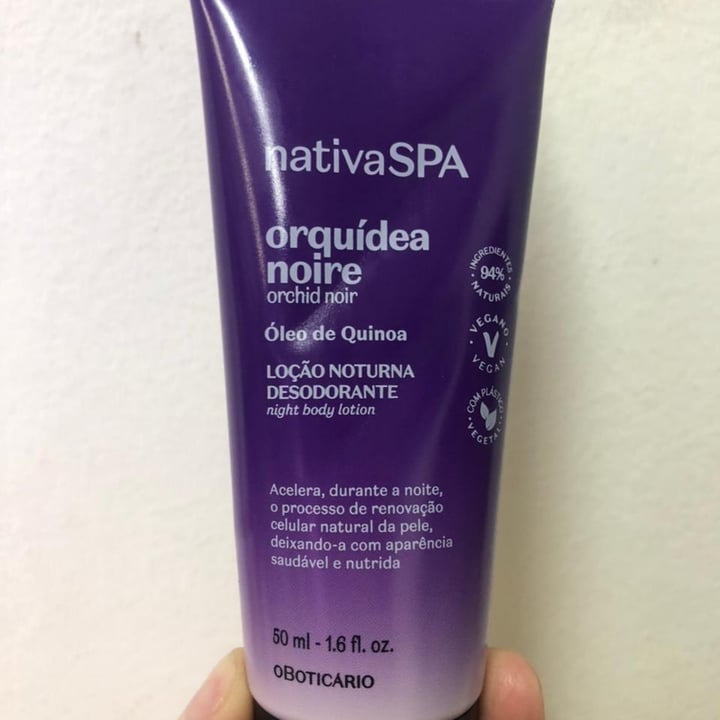 nativaSPA
orquídea
noire
orchid noir
Óleo de Quinoa
LOÇÃO NOTURNA
DESODORANTE
night body lotion
INGREDIENTES
94%
NATURAIS
VEGANO
V
VEGAN
COM PLÁSTICO
VEGETAL
Acelera, durante a noite,
o processo de renovação
celular natural da pele,
deixando-a com aparência
saudável e nutrida
50 ml - 1.6 fl. oz.
oBOTICÁRIO